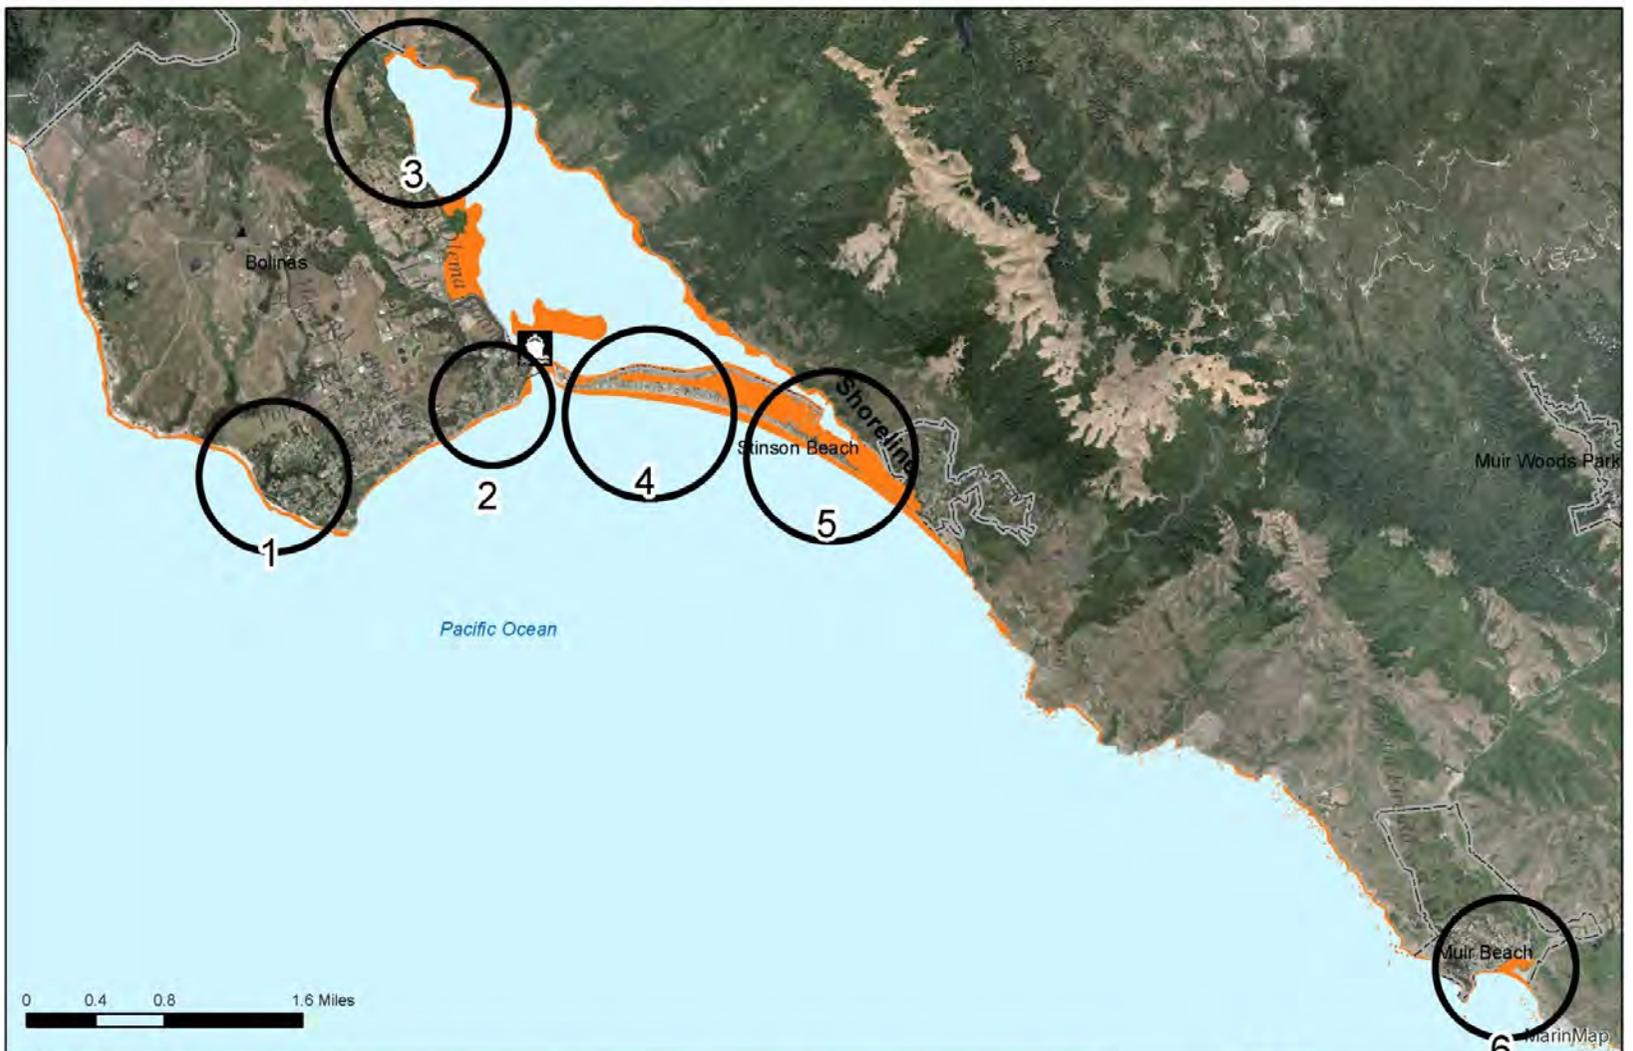 3
Bolinas
Olema
Shoreline
Stinson Beach
Muir Woods Park
4
2
5
1
Pacific Ocean
Muir Beach
0 0.4 0.8 1.6 Miles
MarinMap
6